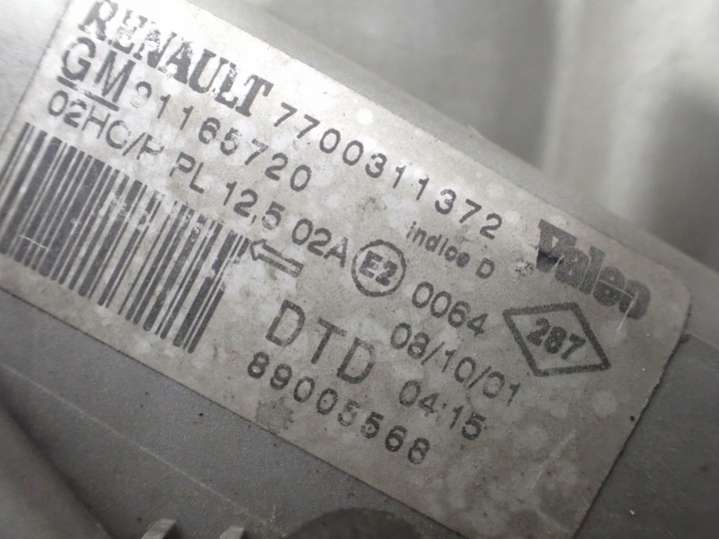 RENAULT 7700311372
GM 91165720 indice D Valeo
02HC/R PL 12,5 02A E2 0064 287
DTD 08/10/01
89005568 04:15